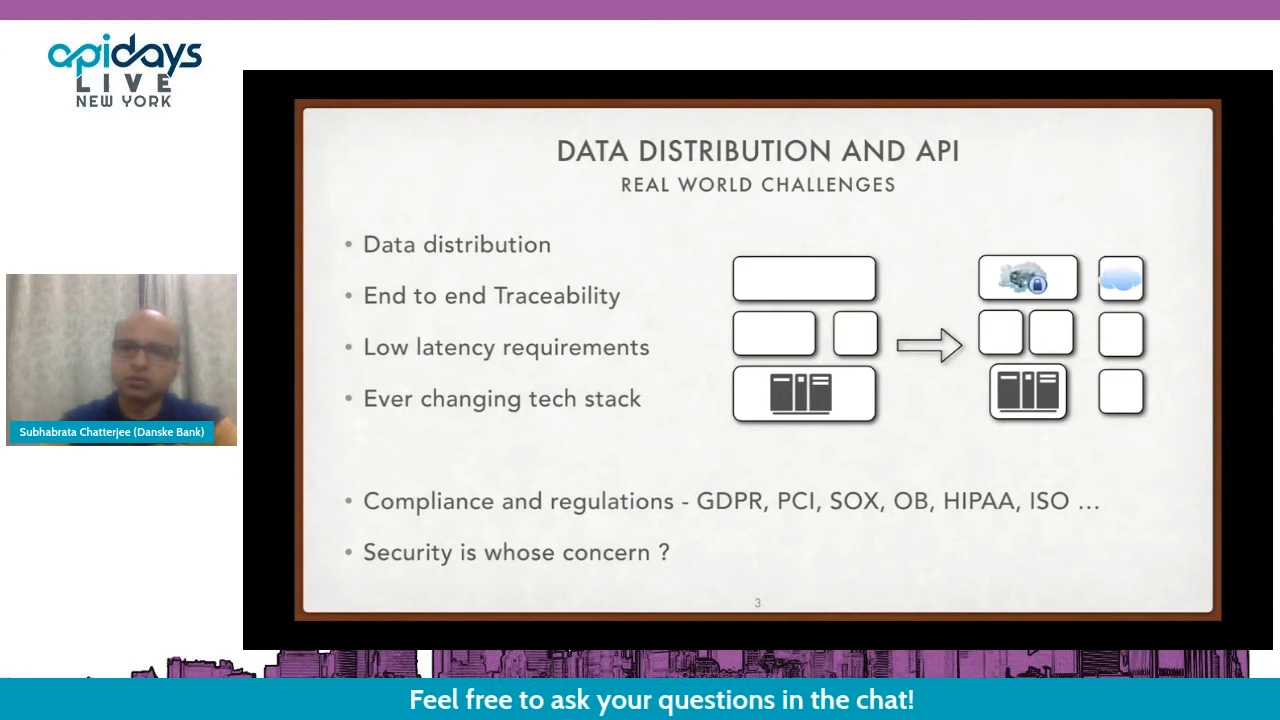 apidays
LIVE
NEW YORK
DATA DISTRIBUTION AND API
REAL WORLD CHALLENGES
• Data distribution
• End to end Traceability
• Low latency requirements
• Ever changing tech stack
• Compliance and regulations - GDPR, PCI, SOX, OB, HIPAA, ISO ...
• Security is whose concern ?
3
Subhabrata Chatterjee (Danske Bank)
Feel free to ask your questions in the chat!